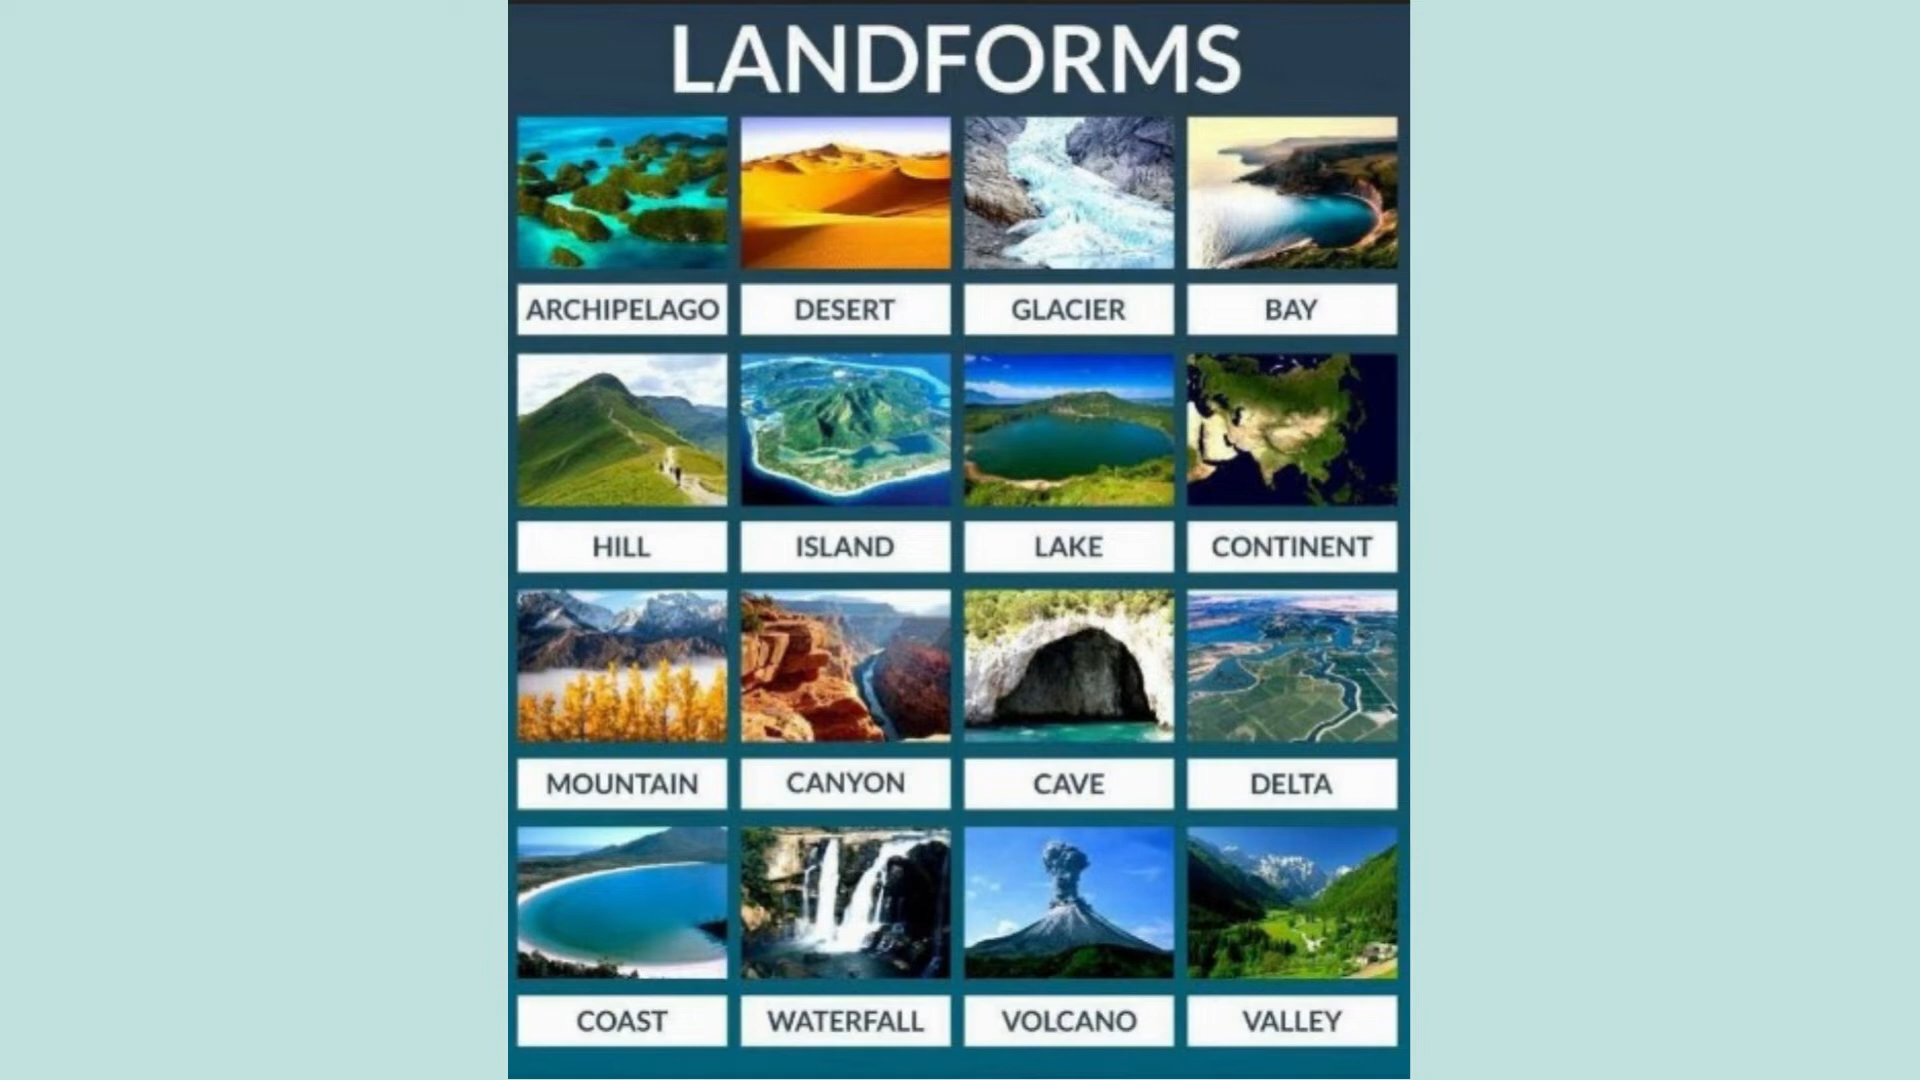 LANDFORMS
ARCHIPELAGO DESERT GLACIER BAY
HILL ISLAND LAKE CONTINENT
MOUNTAIN CANYON CAVE DELTA
COAST WATERFALL VOLCANO VALLEY